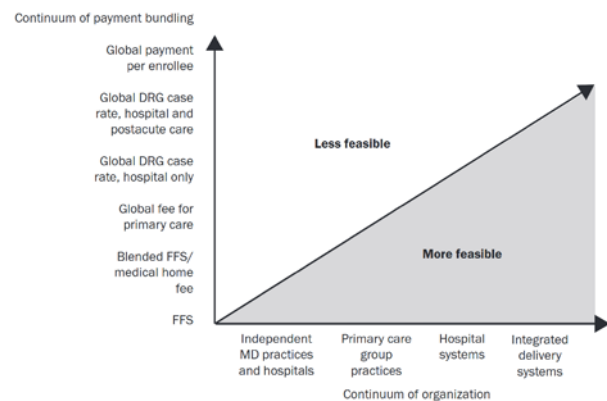 Continuum of payment bundling
Global payment
per enrollee
Global DRG case
rate, hospital and
postacute care
Global DRG case
rate, hospital only
Global fee for
primary care
Blended FFS/
medical home
fee
FFS
Less feasible
More feasible
Independent
MD practices
and hospitals
Primary care
group
practices
Hospital
systems
Integrated
delivery
systems
Continuum of organization